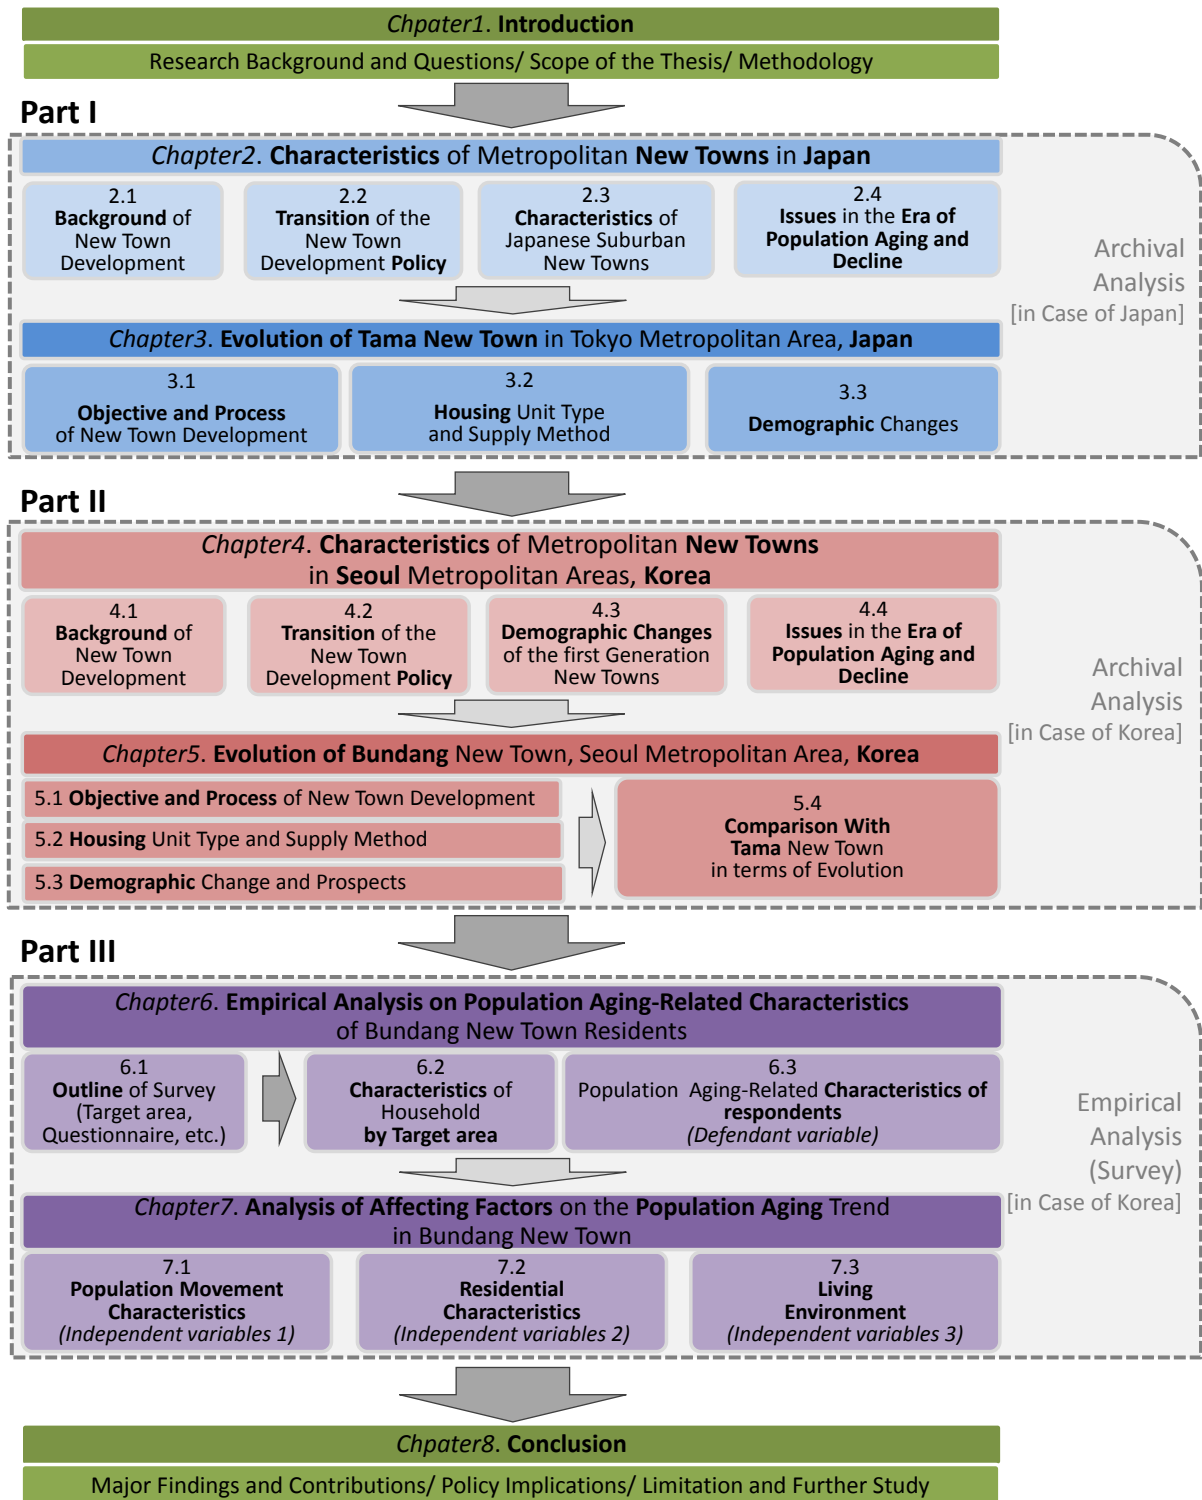 Chpater1. Introduction
Research Background and Questions/ Scope of the Thesis/ Methodology
Part I
Chapter2. Characteristics of Metropolitan New Towns in Japan
2.1
Background of
New Town
Development
2.2
Transition of the
New Town
Development Policy
2.3
Characteristics of
Japanese Suburban
New Towns
2.4
Issues in the Era of
Population Aging and
Decline
Archival
Analysis
[in Case of Japan]
Chapter3. Evolution of Tama New Town in Tokyo Metropolitan Area, Japan
3.1
Objective and Process
of New Town Development
3.2
Housing Unit Type
and Supply Method
3.3
Demographic Changes
Part II
Chapter4. Characteristics of Metropolitan New Towns
in Seoul Metropolitan Areas, Korea
4.1
Background of
New Town
Development
4.2
Transition of the
New Town
Development Policy
4.3
Demographic Changes
of the first Generation
New Towns
4.4
Issues in the Era of
Population Aging and
Decline
Archival
Analysis
[in Case of Korea]
Chapter5. Evolution of Bundang New Town, Seoul Metropolitan Area, Korea
5.1 Objective and Process of New Town Development
5.2 Housing Unit Type and Supply Method
5.3 Demographic Change and Prospects
5.4
Comparison With
Tama New Town
in terms of Evolution
Part III
Chapter6. Empirical Analysis on Population Aging-Related Characteristics
of Bundang New Town Residents
6.1
Outline of Survey
(Target area,
Questionnaire, etc.)
6.2
Characteristics of
Household
by Target area
6.3
Population Aging-Related Characteristics of
respondents
(Defendant variable)
Empirical
Analysis
(Survey)
[in Case of Korea]
Chapter7. Analysis of Affecting Factors on the Population Aging Trend
in Bundang New Town
7.1
Population Movement
Characteristics
(Independent variables 1)
7.2
Residential
Characteristics
(Independent variables 2)
7.3
Living
Environment
(Independent variables 3)
Chpater8. Conclusion
Major Findings and Contributions/ Policy Implications/ Limitation and Further Study